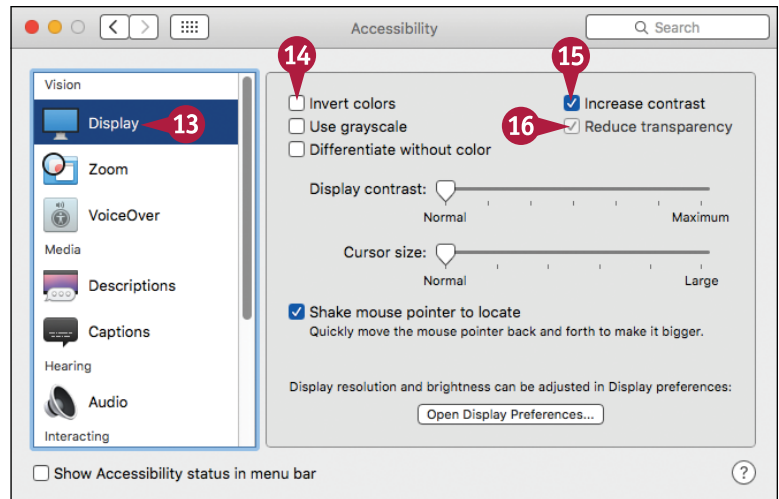 Accessibility
Search
14
15
Vision
Display
13
Zoom
VoiceOver
Media
Descriptions
Captions
Hearing
Audio
Interacting
Invert colors
Increase contrast
Use grayscale
16
Reduce transparency
Differentiate without color
Display contrast:
Normal
Maximum
Cursor size:
Normal
Large
Shake mouse pointer to locate
Quickly move the mouse pointer back and forth to make it bigger.
Display resolution and brightness can be adjusted in Display preferences:
Open Display Preferences...
Show Accessibility status in menu bar
?